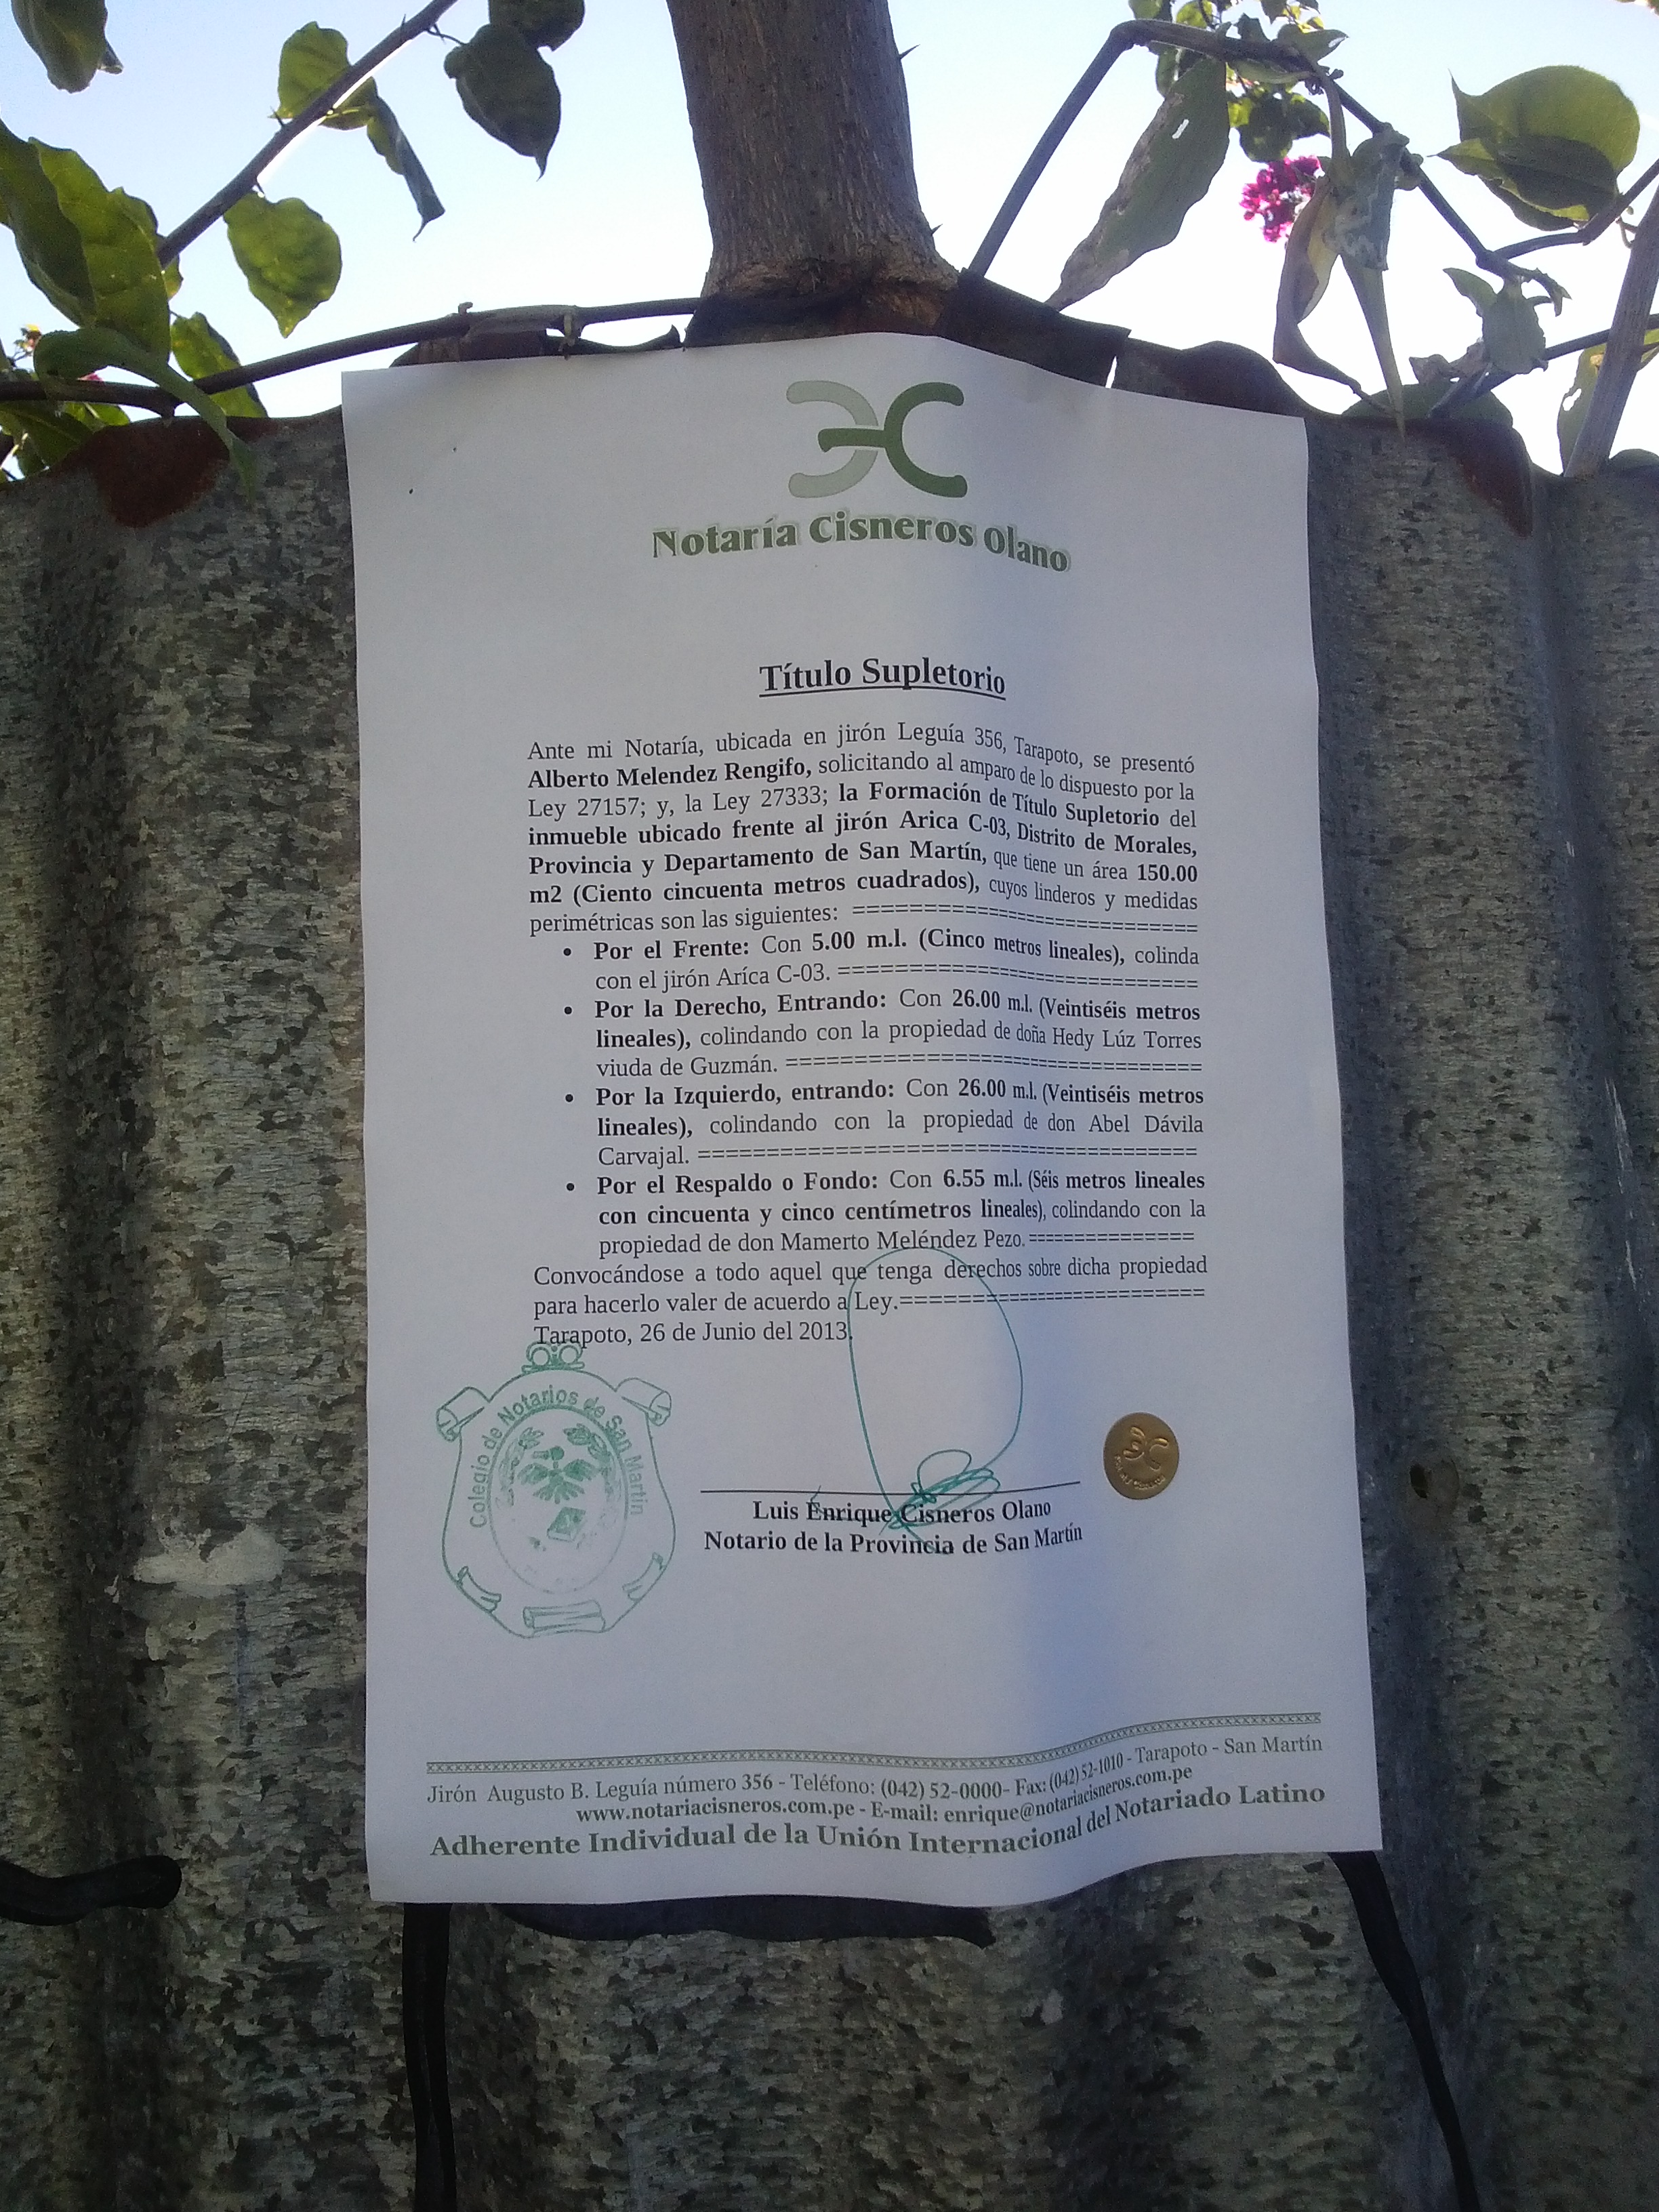 Notaría Cisneros Olano
Título Supletorio
Ante mi Notaría, ubicada en jirón Leguía 356, Tarapoto, se presentó
Alberto Melendez Rengifo, solicitando al amparo de lo dispuesto por la
Ley 27157; y, la Ley 27333; la Formación de Título Supletorio del
inmueble ubicado frente al jirón Arica C-03, Distrito de Morales,
Provincia y Departamento de San Martín, que tiene un área 150.00
m2 (Ciento cincuenta metros cuadrados), cuyos linderos y medidas
perimétricas son las siguientes: ==============================
• Por el Frente: Con 5.00 m.l. (Cinco metros lineales), colinda
con el jirón Aríca C-03. ===============================
• Por la Derecho, Entrando: Con 26.00 m.l. (Veintiséis metros
lineales), colindando con la propiedad de doña Hedy Lúz Torres
viuda de Guzmán. ====================================
• Por la Izquierdo, entrando: Con 26.00 m.l. (Veintiséis metros
lineales), colindando con la propiedad de don Abel Dávila
Carvajal. ===========================================
• Por el Respaldo o Fondo: Con 6.55 m.l. (Séis metros lineales
con cincuenta y cinco centímetros lineales), colindando con la
propiedad de don Mamerto Meléndez Pezo. ===============
Convocándose a todo aquel que tenga derechos sobre dicha propiedad
para hacerlo valer de acuerdo a Ley.==========================
Tarapoto, 26 de Junio del 2013.
Colegio de Notarios de San Martín
Luis Enrique Cisneros Olano
Notario de la Provincia de San Martín
Jirón Augusto B. Leguía número 356 - Teléfono: (042) 52-0000- Fax: (042) 52-1010 - Tarapoto - San Martín
www.notariacisneros.com.pe - E-mail: enrique@notariacisneros.com.pe
Adherente Individual de la Unión Internacional del Notariado Latino